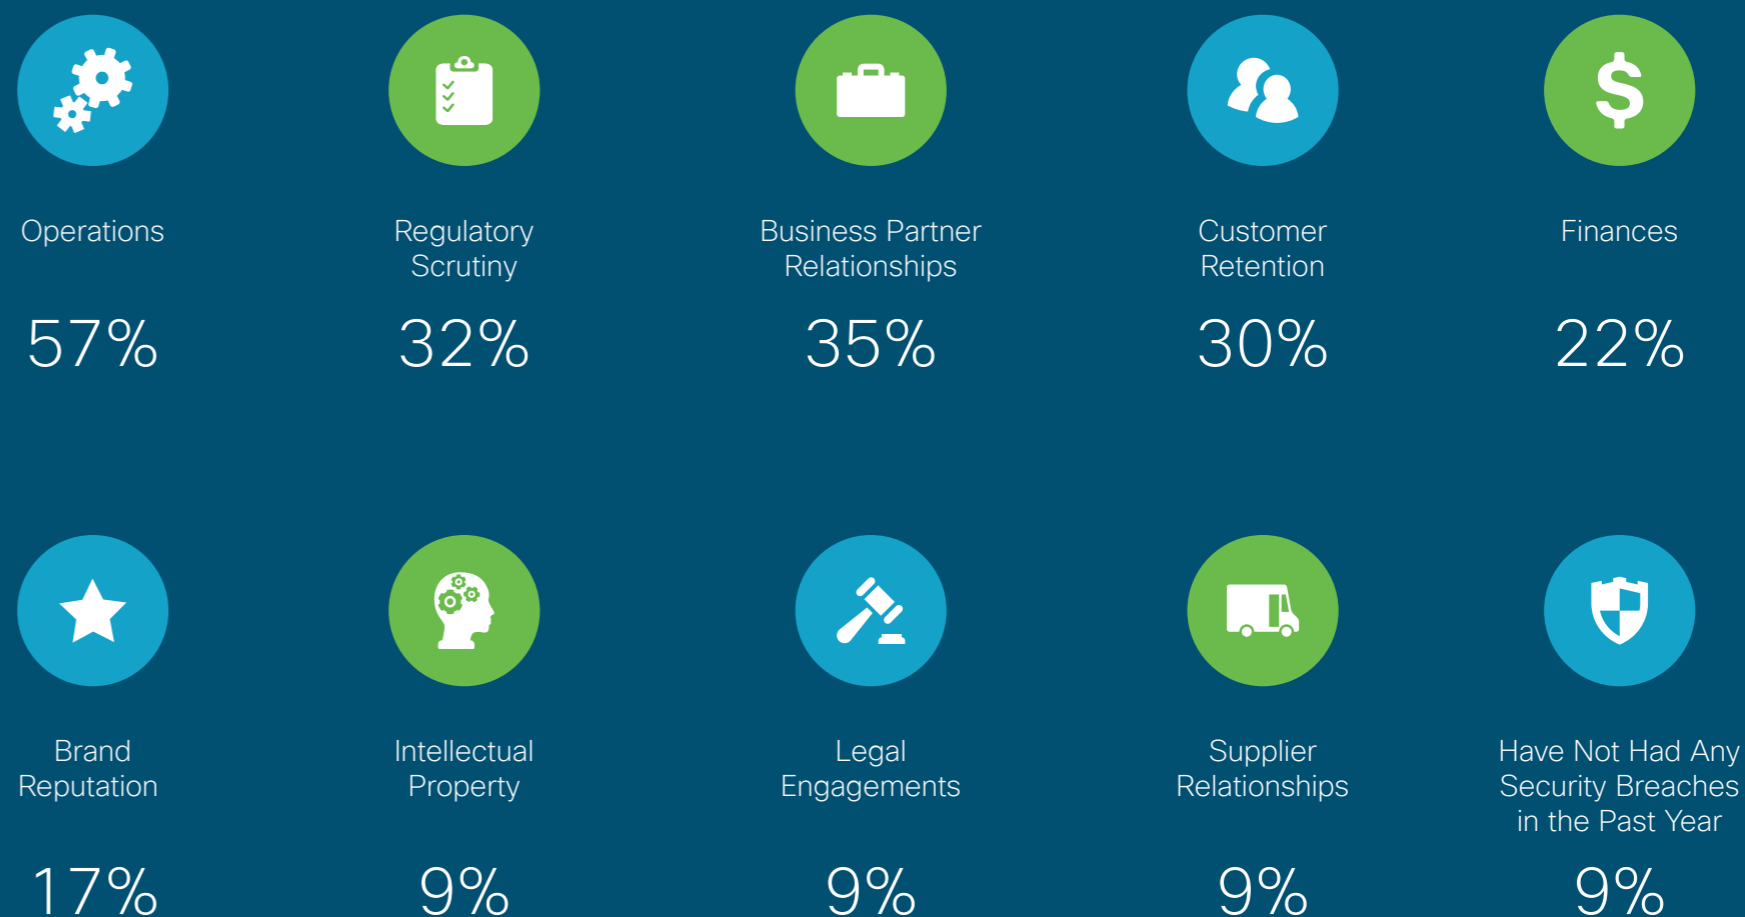 Operations
57%
Regulatory
Scrutiny
32%
Business Partner
Relationships
35%
Customer
Retention
30%
$
Finances
22%
Brand
Reputation
17%
Intellectual
Property
9%
Legal
Engagements
9%
Supplier
Relationships
9%
Have Not Had Any
Security Breaches
in the Past Year
9%